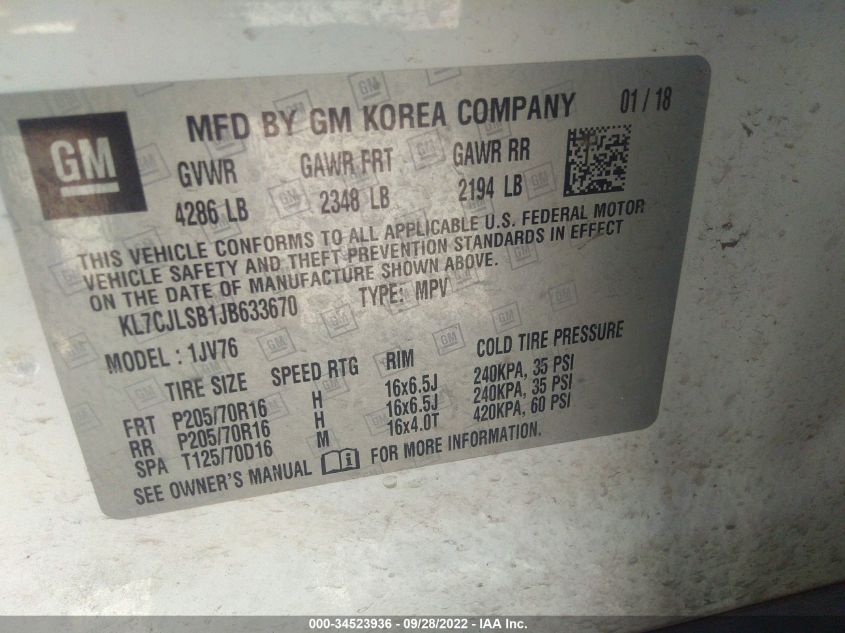 GM
MFD BY GM KOREA COMPANY 01 / 18
GVWR GAWR FRT GAWR RR
4286 LB 2348 LB 2194 LB
THIS VEHICLE CONFORMS TO ALL APPLICABLE U.S. FEDERAL MOTOR
VEHICLE SAFETY AND THEFT PREVENTION STANDARDS IN EFFECT
ON THE DATE OF MANUFACTURE SHOWN ABOVE.
KL7CJLSB1JB633670 TYPE: MPV
MODEL : 1JV76
TIRE SIZE SPEED RTG RIM COLD TIRE PRESSURE
FRT P205/70R16 H 16x6.5J 240KPA, 35 PSI
RR P205/70R16 H 16x6.5J 240KPA, 35 PSI
SPA T125/70D16 M 16x4.0T 420KPA, 60 PSI
SEE OWNER'S MANUAL FOR MORE INFORMATION.
000-34523936 - 09/28/2022 - IAA Inc.